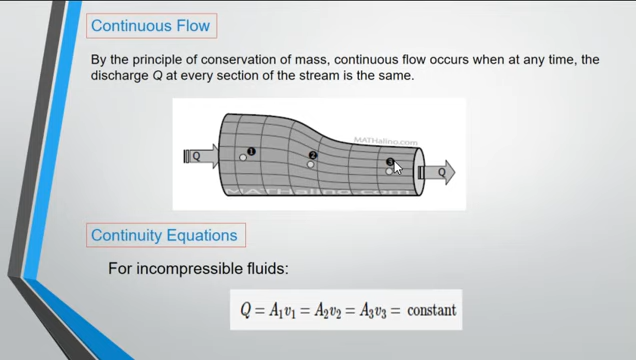 Continuous Flow
By the principle of conservation of mass, continuous flow occurs when at any time, the
discharge Q at every section of the stream is the same.
MATHalino.com
Q
1
2
3
Q
MATHalino.com
Continuity Equations
For incompressible fluids:
Q = A₁v₁ = A₂v₂ = A₃v₃ = constant